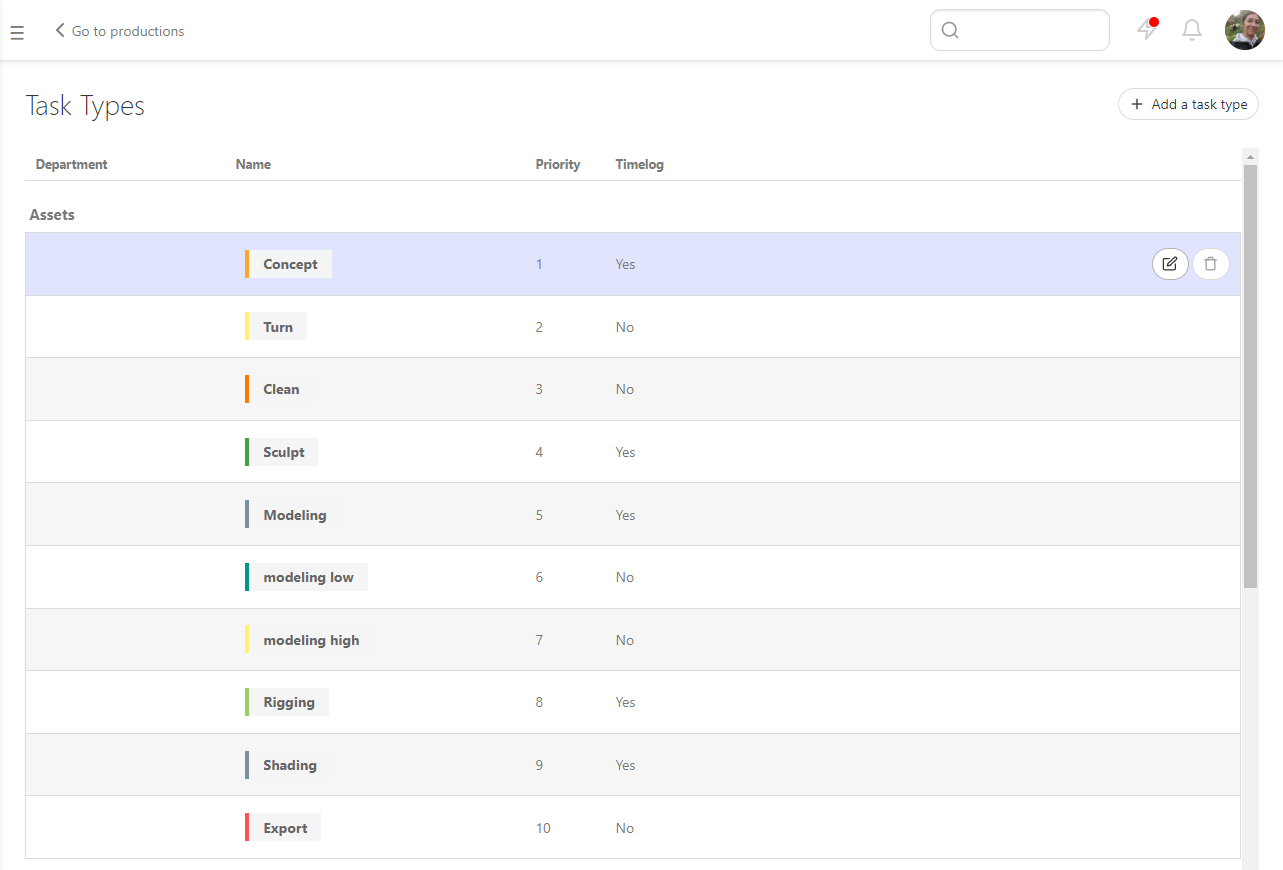 Go to productions
Task Types
Add a task type
Department Name Priority Timelog
Assets
Concept 1 Yes
Turn 2 No
Clean 3 No
Sculpt 4 Yes
Modeling 5 Yes
modeling low 6 No
modeling high 7 No
Rigging 8 Yes
Shading 9 Yes
Export 10 No